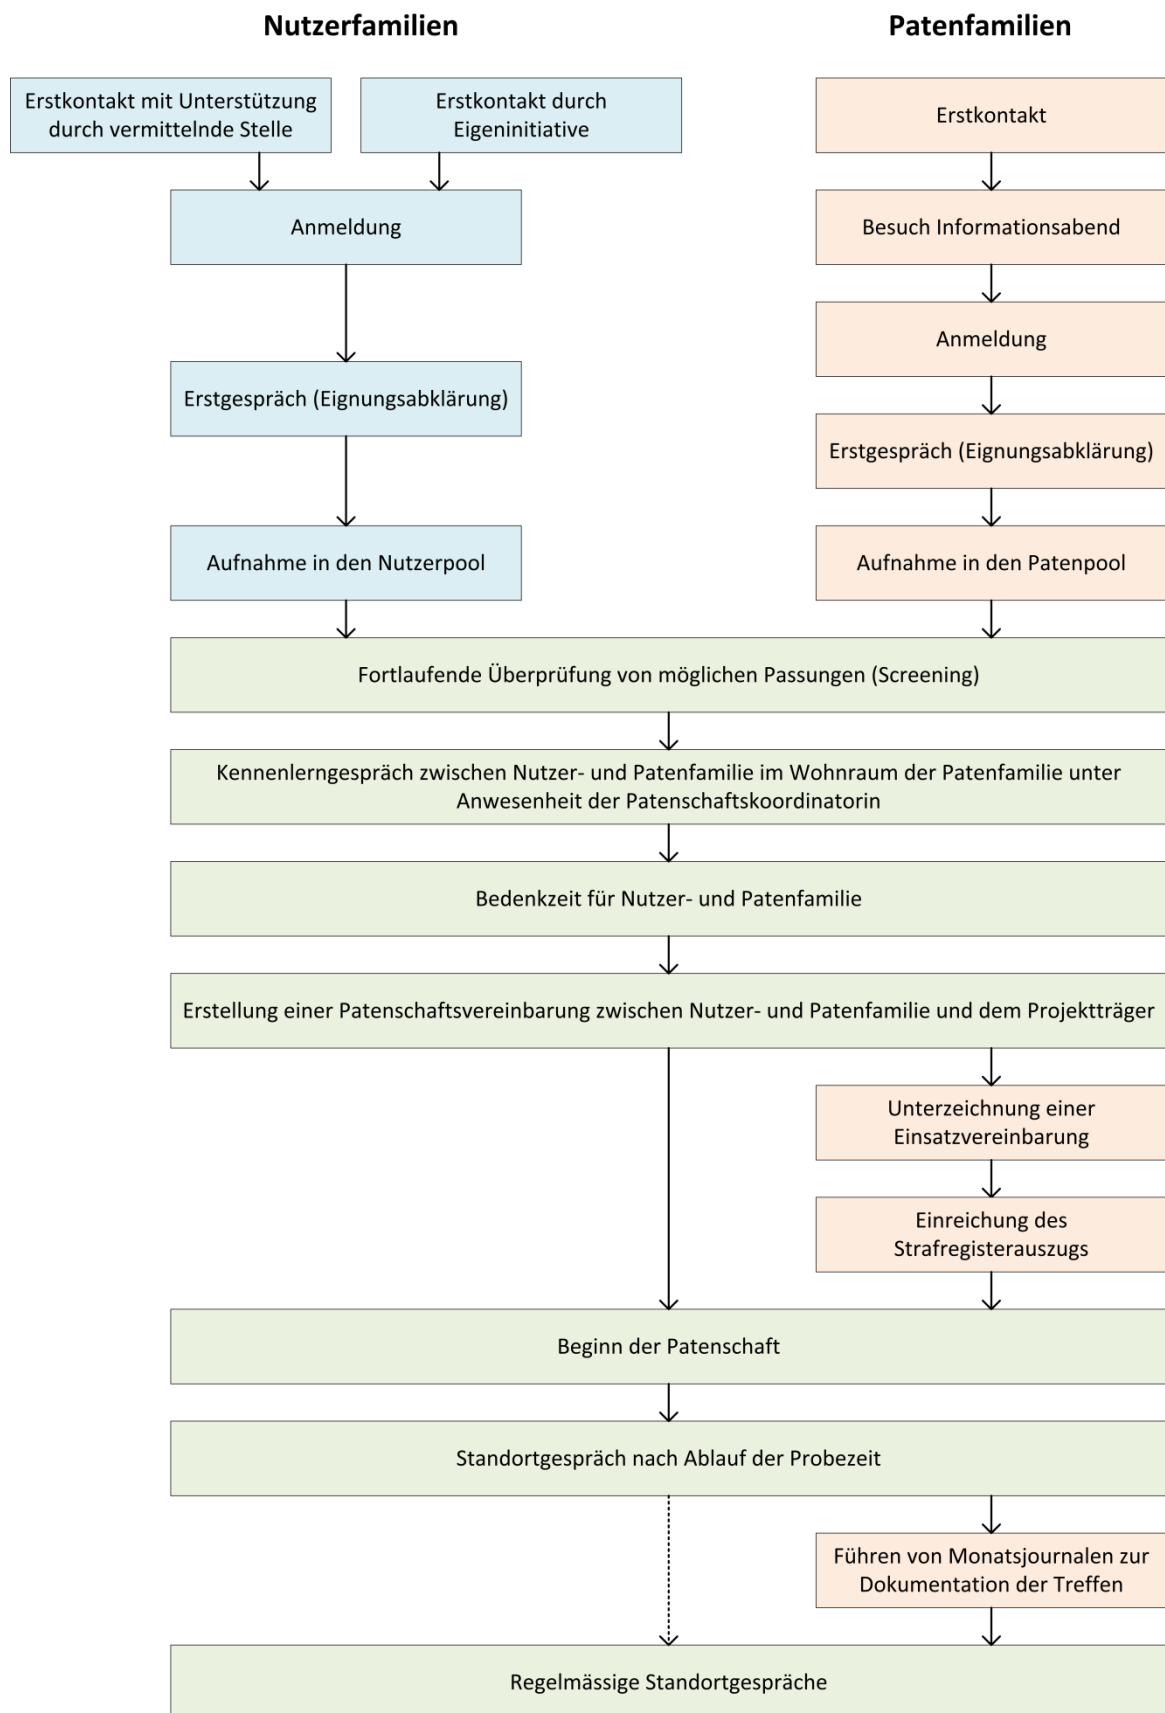 Nutzerfamilien
Patenfamilien
Erstkontakt mit Unterstützung
durch vermittelnde Stelle
Erstkontakt durch
Eigeninitiative
Erstkontakt
Anmeldung
Besuch Informationsabend
Anmeldung
Erstgespräch (Eignungsabklärung)
Erstgespräch (Eignungsabklärung)
Aufnahme in den Nutzerpool
Aufnahme in den Patenpool
Fortlaufende Überprüfung von möglichen Passungen (Screening)
Kennenlerngespräch zwischen Nutzer- und Patenfamilie im Wohnraum der Patenfamilie unter
Anwesenheit der Patenschaftskoordinatorin
Bedenkzeit für Nutzer- und Patenfamilie
Erstellung einer Patenschaftsvereinbarung zwischen Nutzer- und Patenfamilie und dem Projektträger
Unterzeichnung einer
Einsatzvereinbarung
Einreichung des
Strafregisterauszugs
Beginn der Patenschaft
Standortgespräch nach Ablauf der Probezeit
Führen von Monatsjournalen zur
Dokumentation der Treffen
Regelmässige Standortgespräche